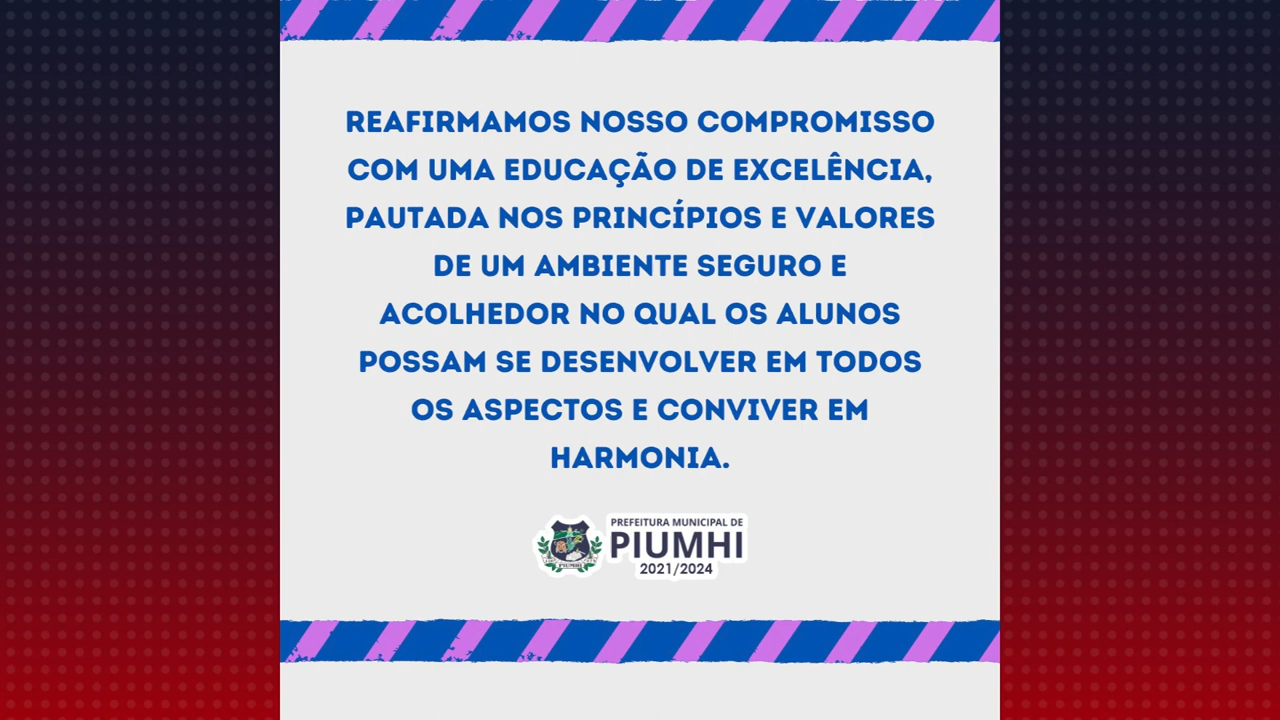 REAFIRMAMOS NOSSO COMPROMISSO
COM UMA EDUCAÇÃO DE EXCELÊNCIA,
PAUTADA NOS PRINCÍPIOS E VALORES
DE UM AMBIENTE SEGURO E
ACOLHEDOR NO QUAL OS ALUNOS
POSSAM SE DESENVOLVER EM TODOS
OS ASPECTOS E CONVIVER EM
HARMONIA.
PREFEITURA MUNICIPAL DE
PIUMHI
2021/2024
PIUMHI